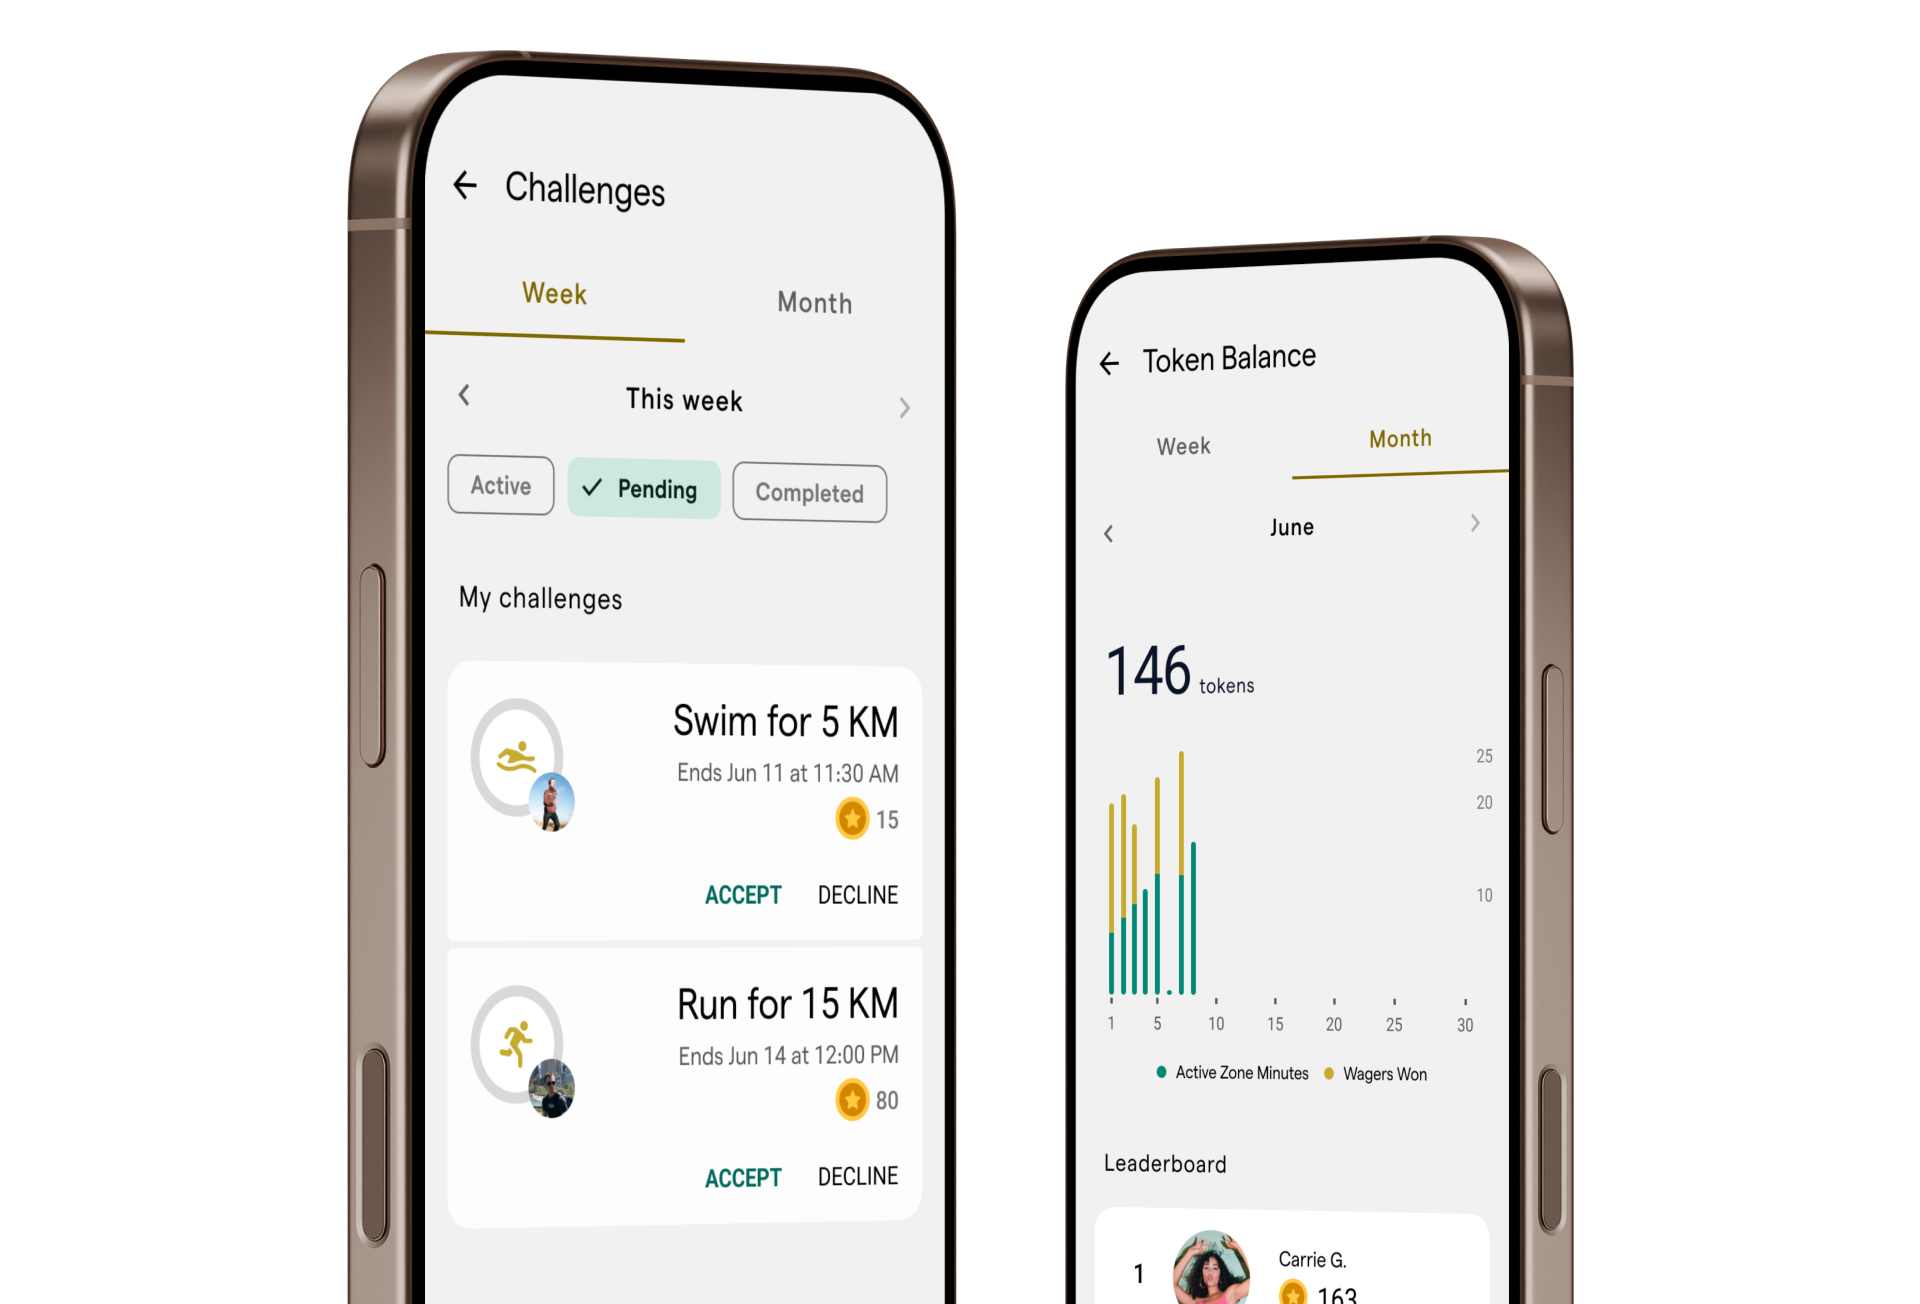 Challenges
Week Month
This week
Active Pending Completed
My challenges
Swim for 5 KM
Ends Jun 11 at 11:30 AM
15
ACCEPT DECLINE
Run for 15 KM
Ends Jun 14 at 12:00 PM
80
ACCEPT DECLINE
Token Balance
Week Month
June
146 tokens
25
20
10
1 5 10 15 20 25 30
Active Zone Minutes Wagers Won
Leaderboard
1 Carrie G.
163